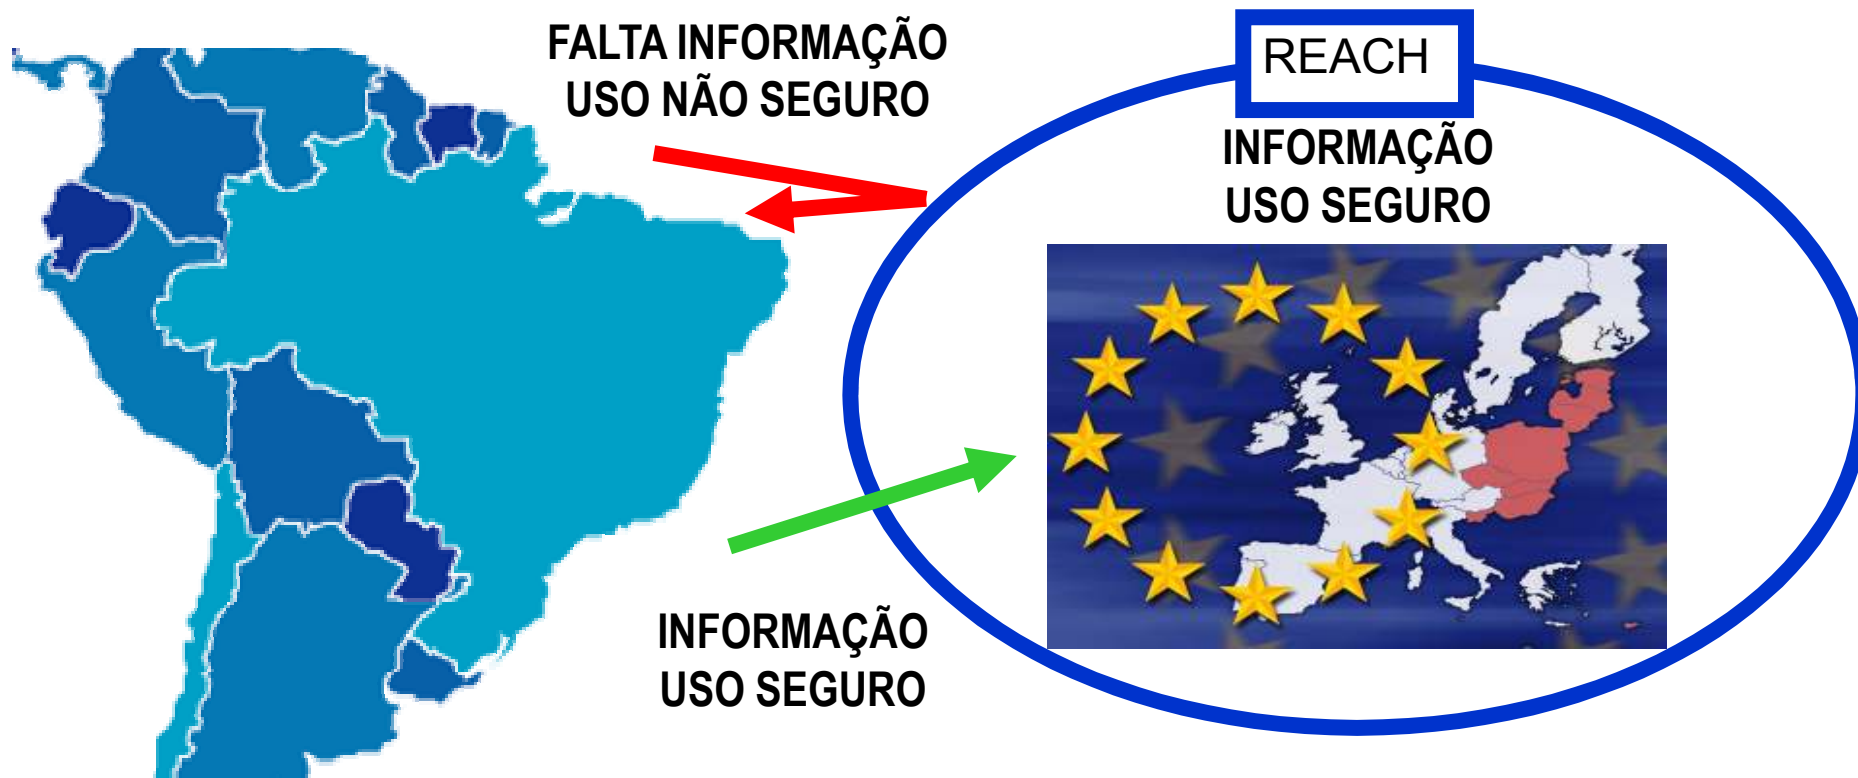 FALTA INFORMAÇÃO
USO NÃO SEGURO
REACH
INFORMAÇÃO
USO SEGURO
INFORMAÇÃO
USO SEGURO